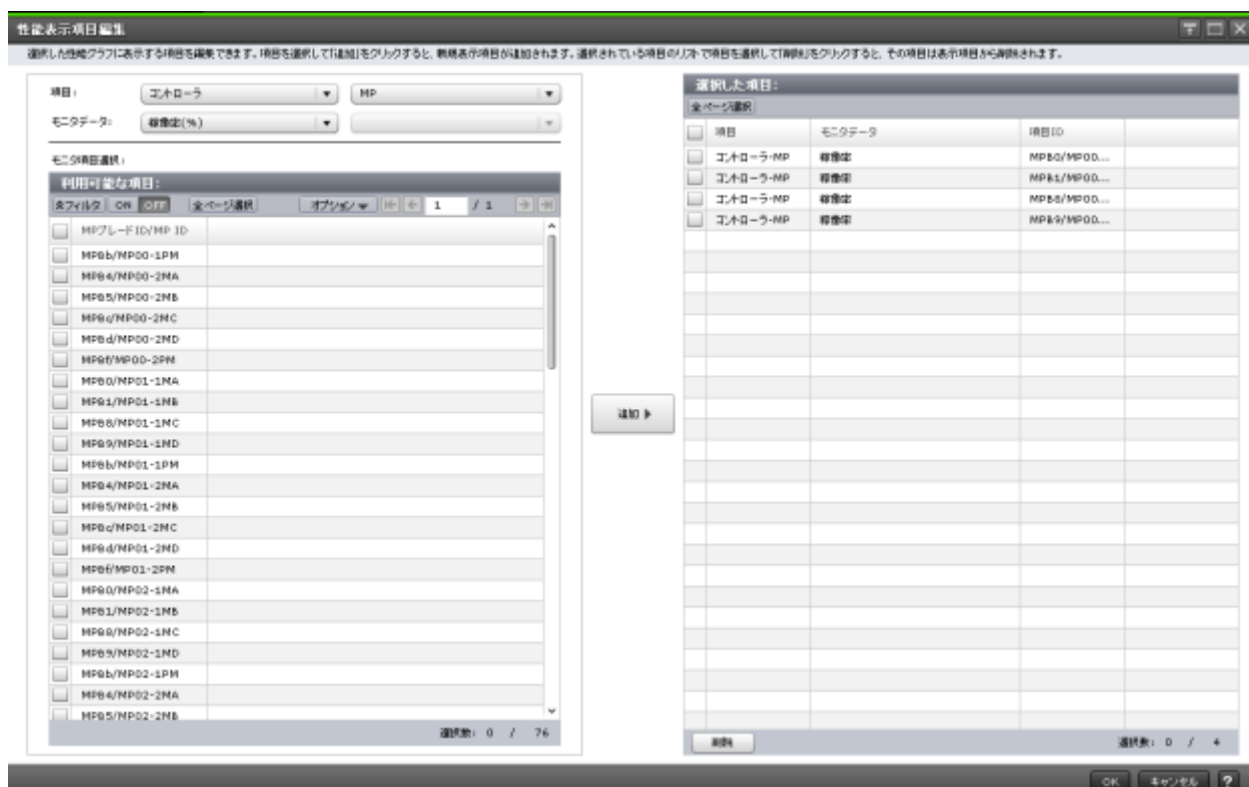 性能表示項目編集
選択した性能グラフに表示する項目を編集できます。項目を選択して「追加」をクリックすると、新規表示項目が追加されます。選択されている項目のリストで項目を選択して「削除」をクリックすると、その項目は表示項目から削除されます。
項目: コントローラ MP
モニタデータ: 稼働率(%)
モニタ項目選択:
利用可能な項目:
全フィルタ ON OFF 全ページ選択 オプション 1 / 1
MPブレードID/MP ID
MPBb/MP00-1PM
MPB4/MP00-2MA
MPB5/MP00-2MB
MPBc/MP00-2MC
MPBd/MP00-2MD
MPBf/MP00-2PM
MPB0/MP01-1MA
MPB1/MP01-1MB
MPB8/MP01-1MC
MPB9/MP01-1MD
MPBb/MP01-1PM
MPB4/MP01-2MA
MPB5/MP01-2MB
MPBc/MP01-2MC
MPBd/MP01-2MD
MPBf/MP01-2PM
MPB0/MP02-1MA
MPB1/MP02-1MB
MPB8/MP02-1MC
MPB9/MP02-1MD
MPBb/MP02-1PM
MPB4/MP02-2MA
MPB5/MP02-2MB
選択数: 0 / 76
追加
選択した項目:
全ページ選択
項目 モニタデータ 項目ID
コントローラ-MP 稼働率 MPB0/MP00...
コントローラ-MP 稼働率 MPB1/MP00...
コントローラ-MP 稼働率 MPB8/MP00...
コントローラ-MP 稼働率 MPB9/MP00...
削除 選択数: 0 / 4
OK キャンセル ?